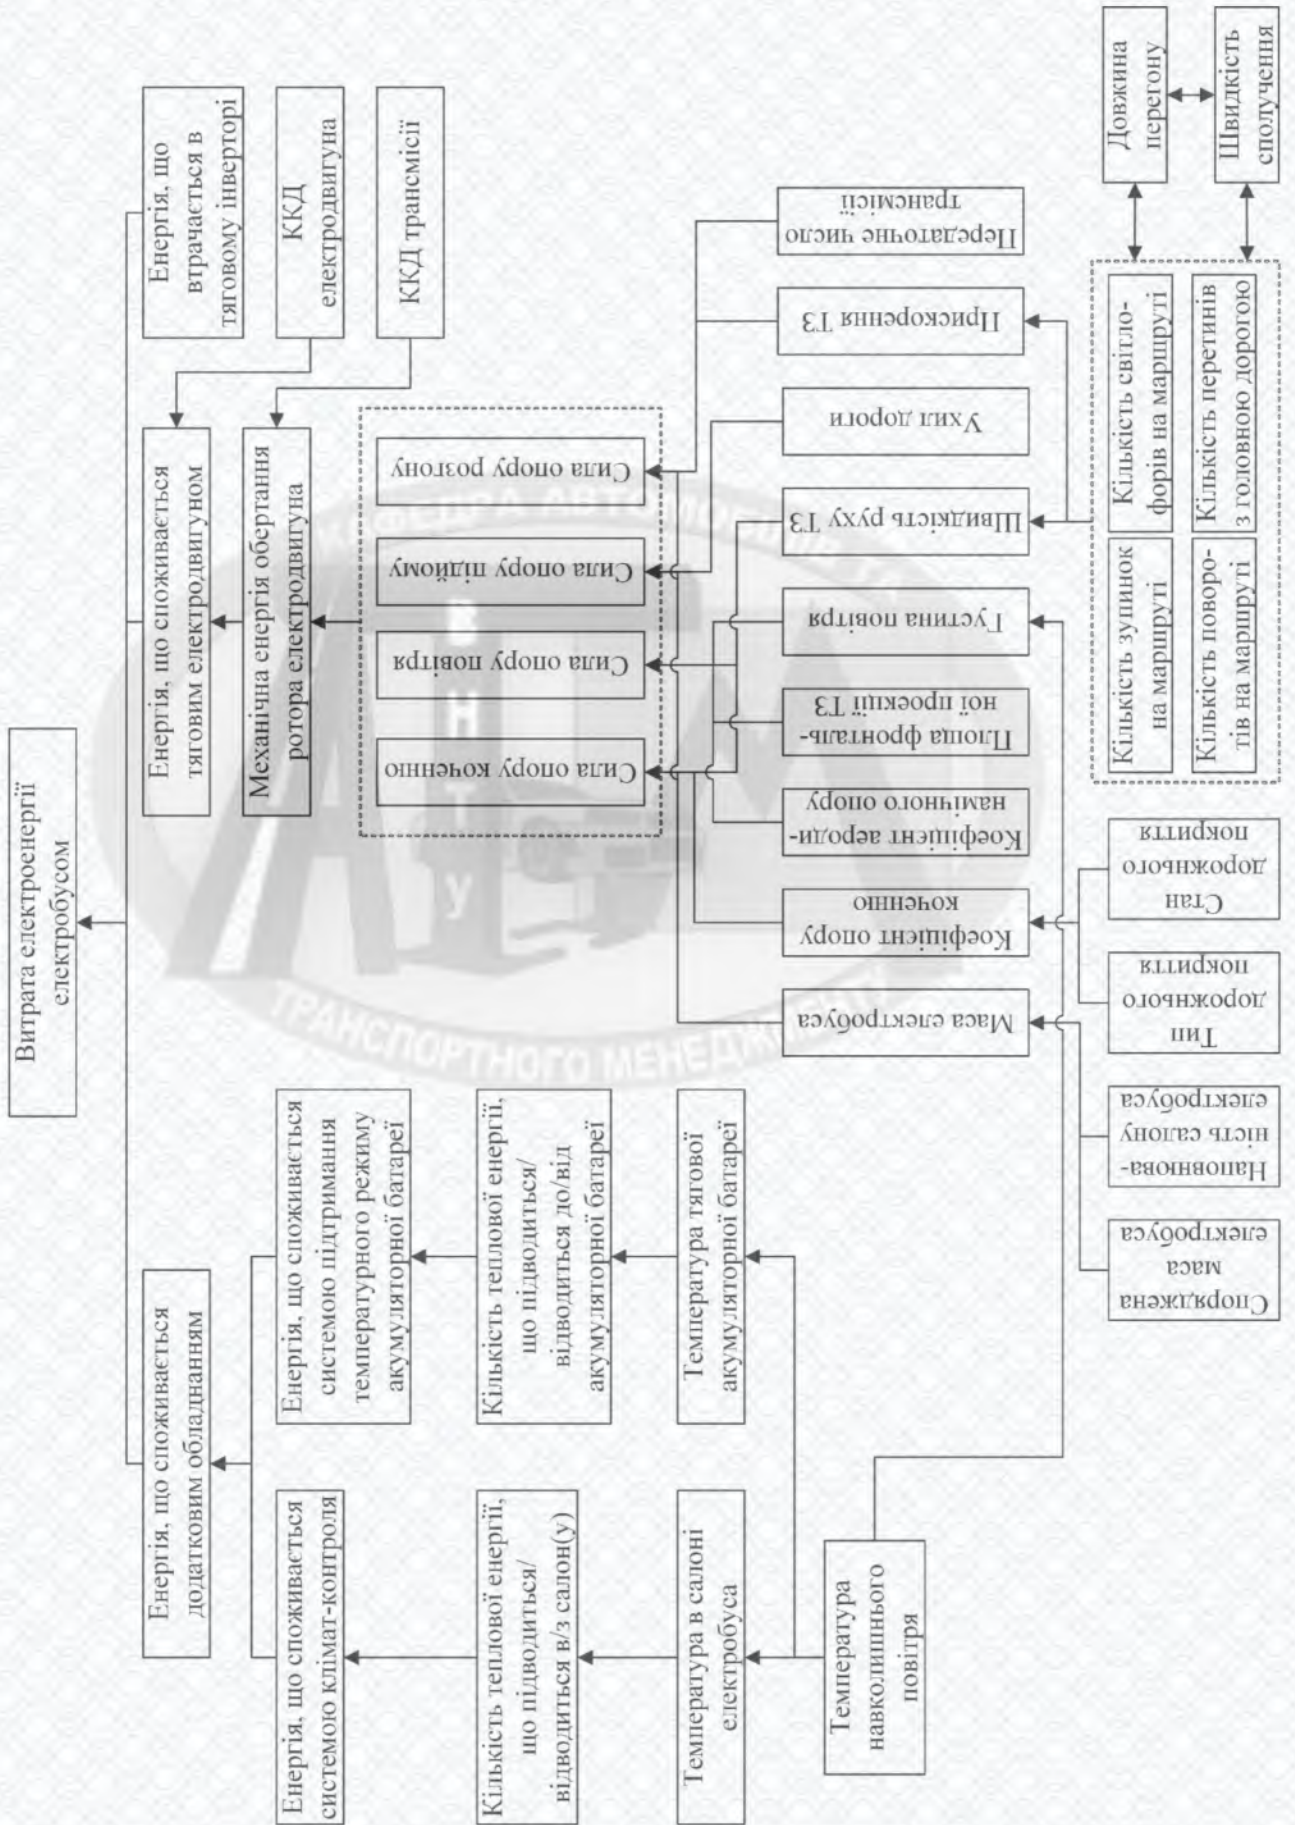 Витрата електроенергії
електробусом
Енергія, що споживається
додатковим обладнанням
Енергія, що споживається
тяговим електродвигуном
Енергія, що
втрачається в
тяговому інверторі
Енергія, що споживається
системою клімат-контроля
Енергія, що споживається
системою підтримання
температурного режиму
акумуляторної батареї
Механічна енергія обертання
ротора електродвигуна
ККД
електродвигуна
ККД трансмісії
Кількість теплової енергії,
що підводиться/
відводиться в/з салон(у)
Кількість теплової енергії,
що підводиться/
відводиться до/від
акумуляторної батареї
Сила опору коченню
Сила опору повітря
Сила опору підйому
Сила опору розгону
Температура в салоні
електробуса
Температура тягової
акумуляторної батареї
Маса електробуса
Коефіцієнт опору
коченню
Коефіцієнт аероди-
намічного опору
Площа фронталь-
ної проекції ТЗ
Густина повітря
Швидкість руху ТЗ
Ухил дороги
Прискорення ТЗ
Передаточне число
трансмісії
Температура
навколишнього
повітря
Споряджена
маса
електробуса
Наповнюва-
ність салону
електробуса
Тип
дорожнього
покриття
Стан
дорожнього
покриття
Кількість зупинок
на маршруті
Кількість світло-
форів на маршруті
Кількість поворо-
тів на маршруті
Кількість перетинів
з головною дорогою
Довжина
перегону
Швидкість
сполучення
В
Н
Т
У
ТРАНСПОРТНОГО МЕНЕДЖМЕНТУ